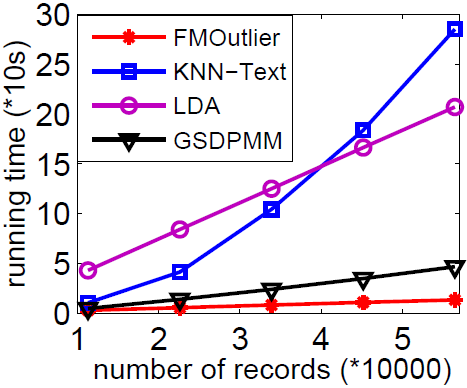 30
25
20
15
10
5
0
running time (*10s)
FMOutlier
KNN-Text
LDA
GSDPMM
1 2 3 4 5
number of records (*10000)